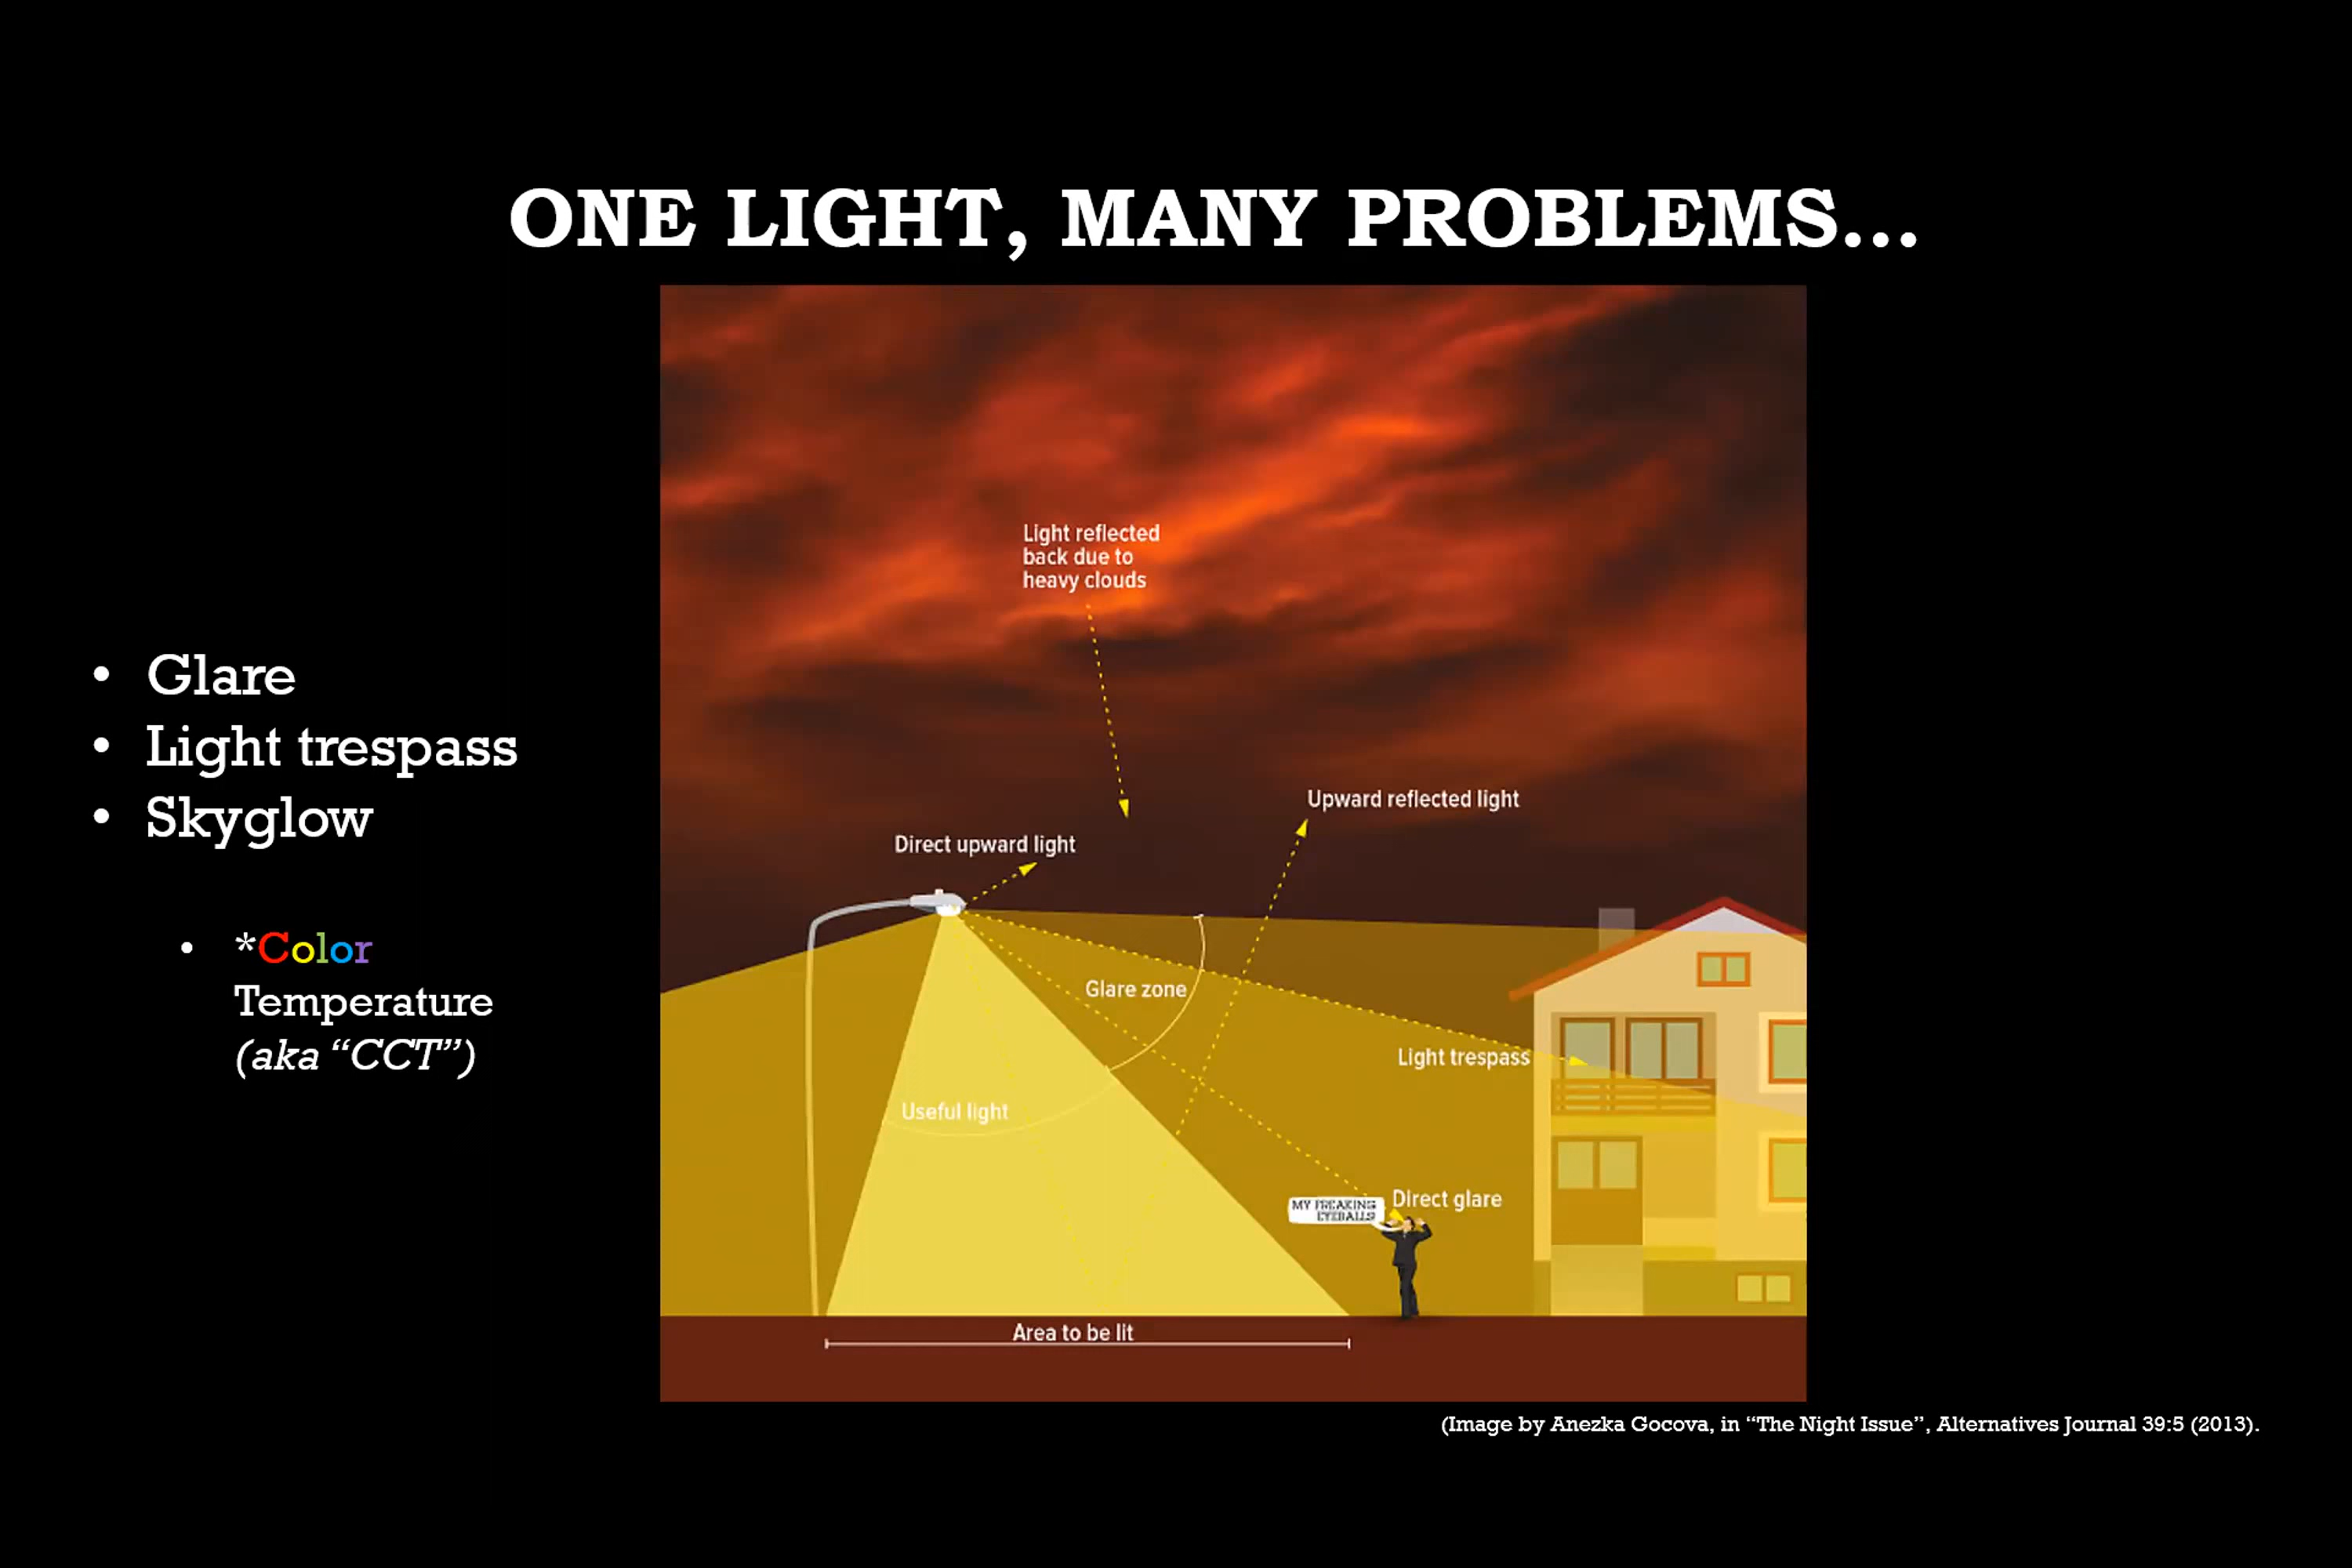 ONE LIGHT, MANY PROBLEMS...
• Glare
• Light trespass
• Skyglow
• *Color
Temperature
(aka “CCT”)
Light reflected
back due to
heavy clouds
Upward reflected light
Direct upward light
Glare zone
Light trespass
Useful light
MY FREAKING
EYEBALLS!
Direct glare
Area to be lit
(Image by Anezka Gocova, in “The Night Issue”, Alternatives Journal 39:5 (2013).